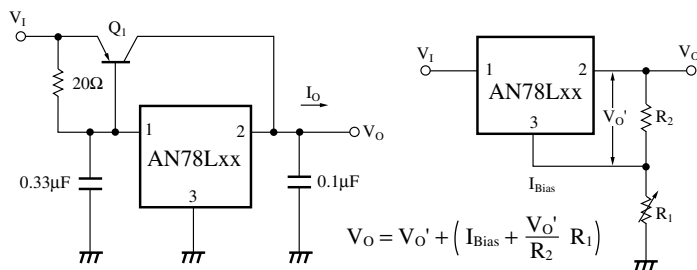 V_I
Q_1
20Ω
I_O
1
2
AN78Lxx
3
V_O
0.33μF
0.1μF
V_I
V_O
1
2
AN78Lxx
3
V_O'
R_2
I_Bias
R_1
V_O = V_O' + ( I_Bias + V_O' / R_2 R_1 )